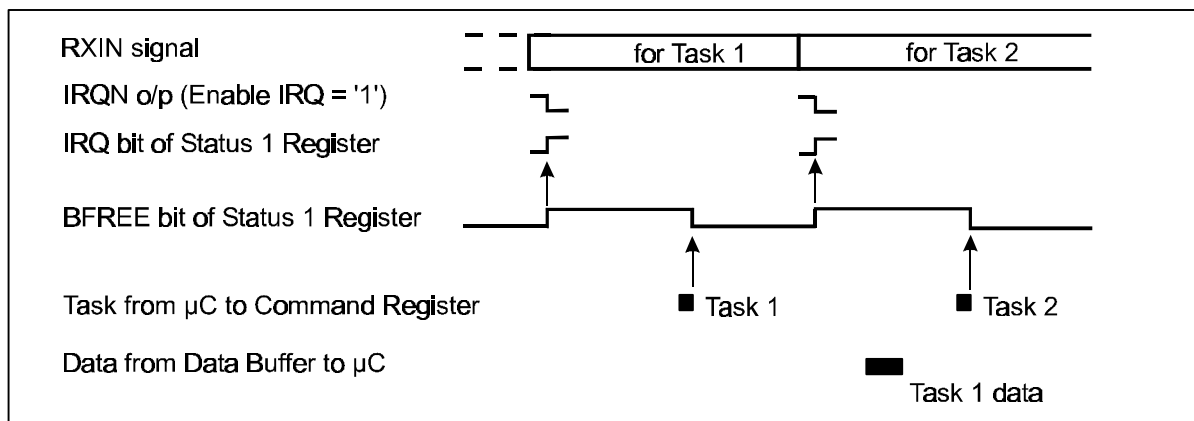 RXIN signal
for Task 1
for Task 2
IRQN o/p (Enable IRQ = '1')
IRQ bit of Status 1 Register
BFREE bit of Status 1 Register
Task from µC to Command Register
Task 1
Task 2
Data from Data Buffer to µC
Task 1 data